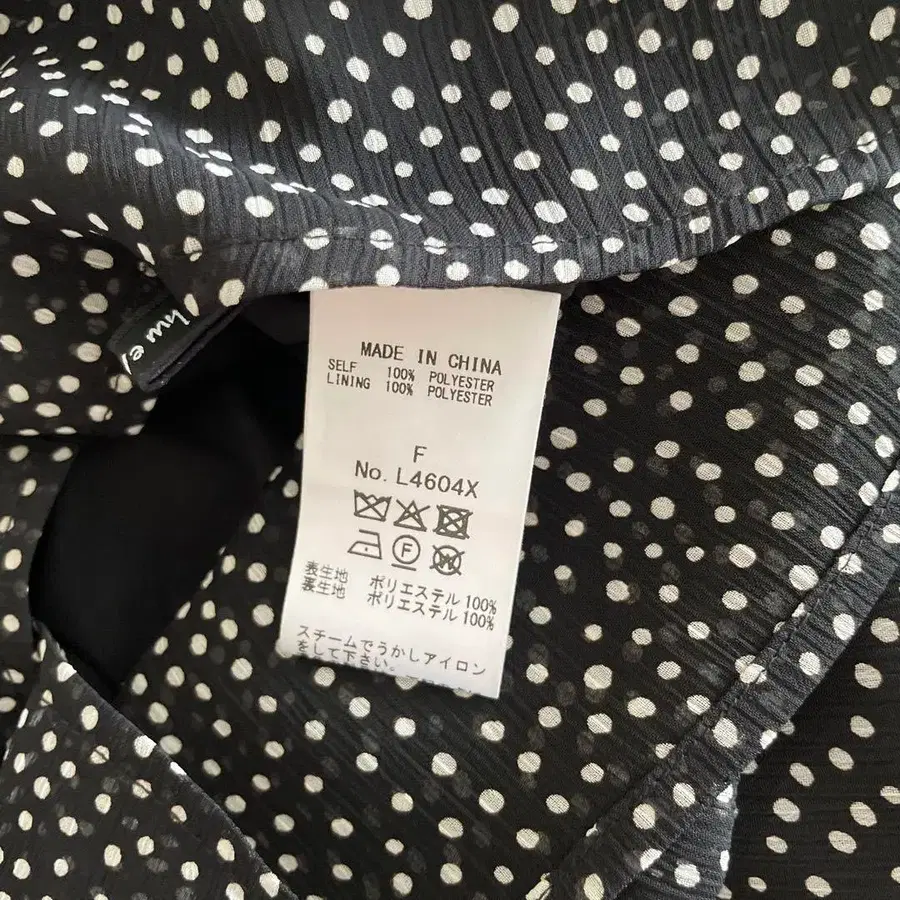 MADE IN CHINA
SELF 100% POLYESTER
LINING 100% POLYESTER
F
No. L4604X
F
W
表生地 ポリエステル 100%
裏生地 ポリエステル 100%
スチームでうかしアイロン
をして下さい。